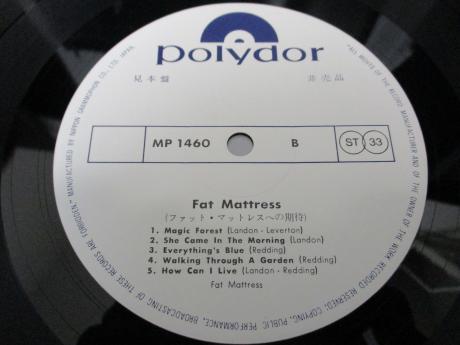 polydor
見本盤 非売品
MP 1460 B ST 33
Fat Mattress
(ファット・マットレスへの期待)
1. Magic Forest (Landon - Leverton)
2. She Came In The Morning (Landon)
3. Everything's Blue (Redding)
4. Walking Through A Garden (Redding)
5. How Can I Live (Landon - Redding)
Fat Mattress
"ALL RIGHTS OF THE RECORD MANUFACTURER AND OF THE OWNER OF THE WORK RECORDED RESERVED. COPYING, PUBLIC PERFORMANCE, BROADCASTING OF THESE RECORDS ARE FORBIDDEN" MANUFACTURED BY NIPPON GRAMMOPHON CO., LTD., JAPAN.